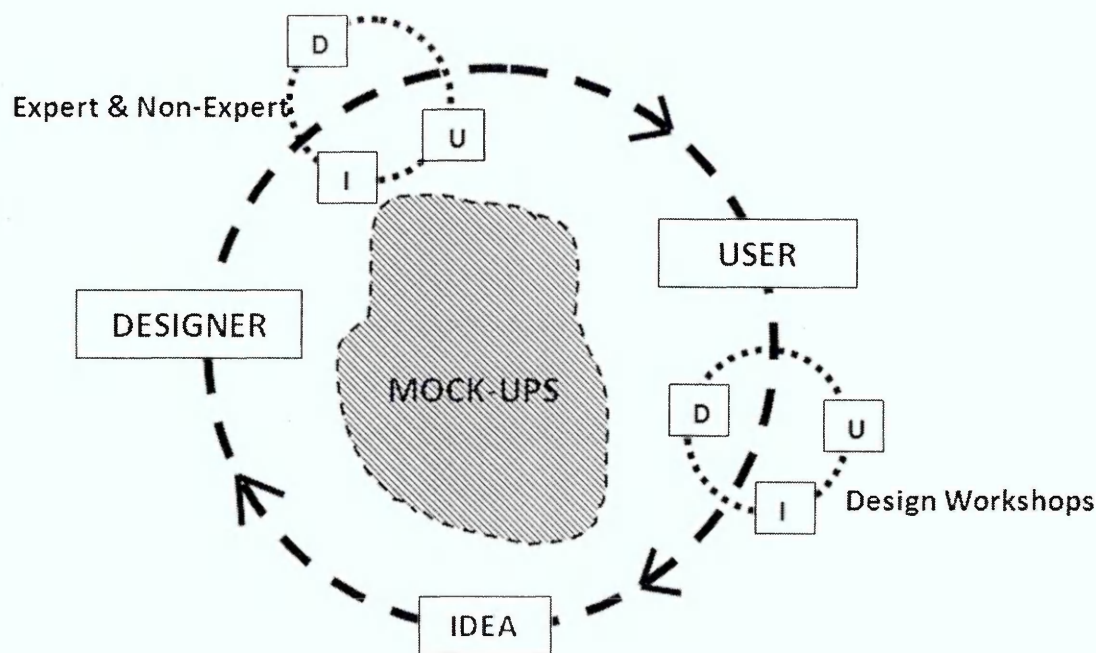 D
Expert & Non-Expert
U
I
USER
DESIGNER
MOCK-UPS
D
U
I
Design Workshops
IDEA